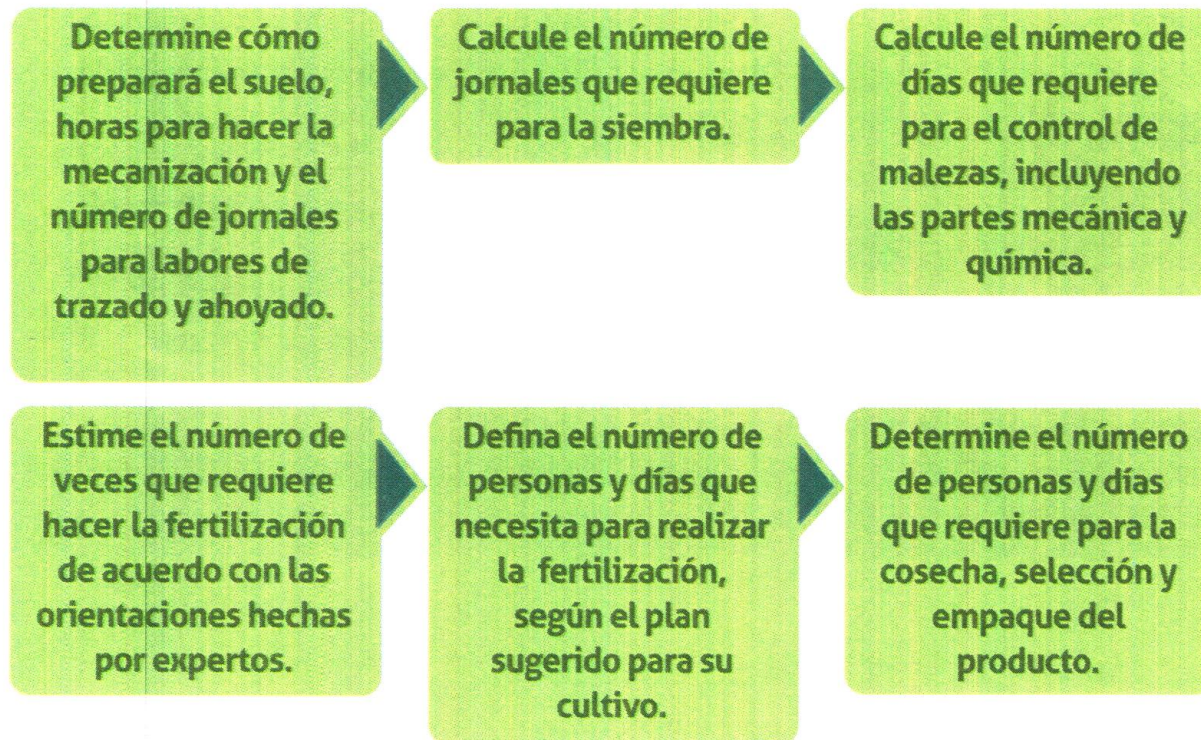 Determine cómo
preparará el suelo,
horas para hacer la
mecanización y el
número de jornales
para labores de
trazado y ahoyado.
Calcule el número de
jornales que requiere
para la siembra.
Calcule el número de
días que requiere
para el control de
malezas, incluyendo
las partes mecánica y
química.
Estime el número de
veces que requiere
hacer la fertilización
de acuerdo con las
orientaciones hechas
por expertos.
Defina el número de
personas y días que
necesita para realizar
la fertilización,
según el plan
sugerido para su
cultivo.
Determine el número
de personas y días
que requiere para la
cosecha, selección y
empaque del
producto.